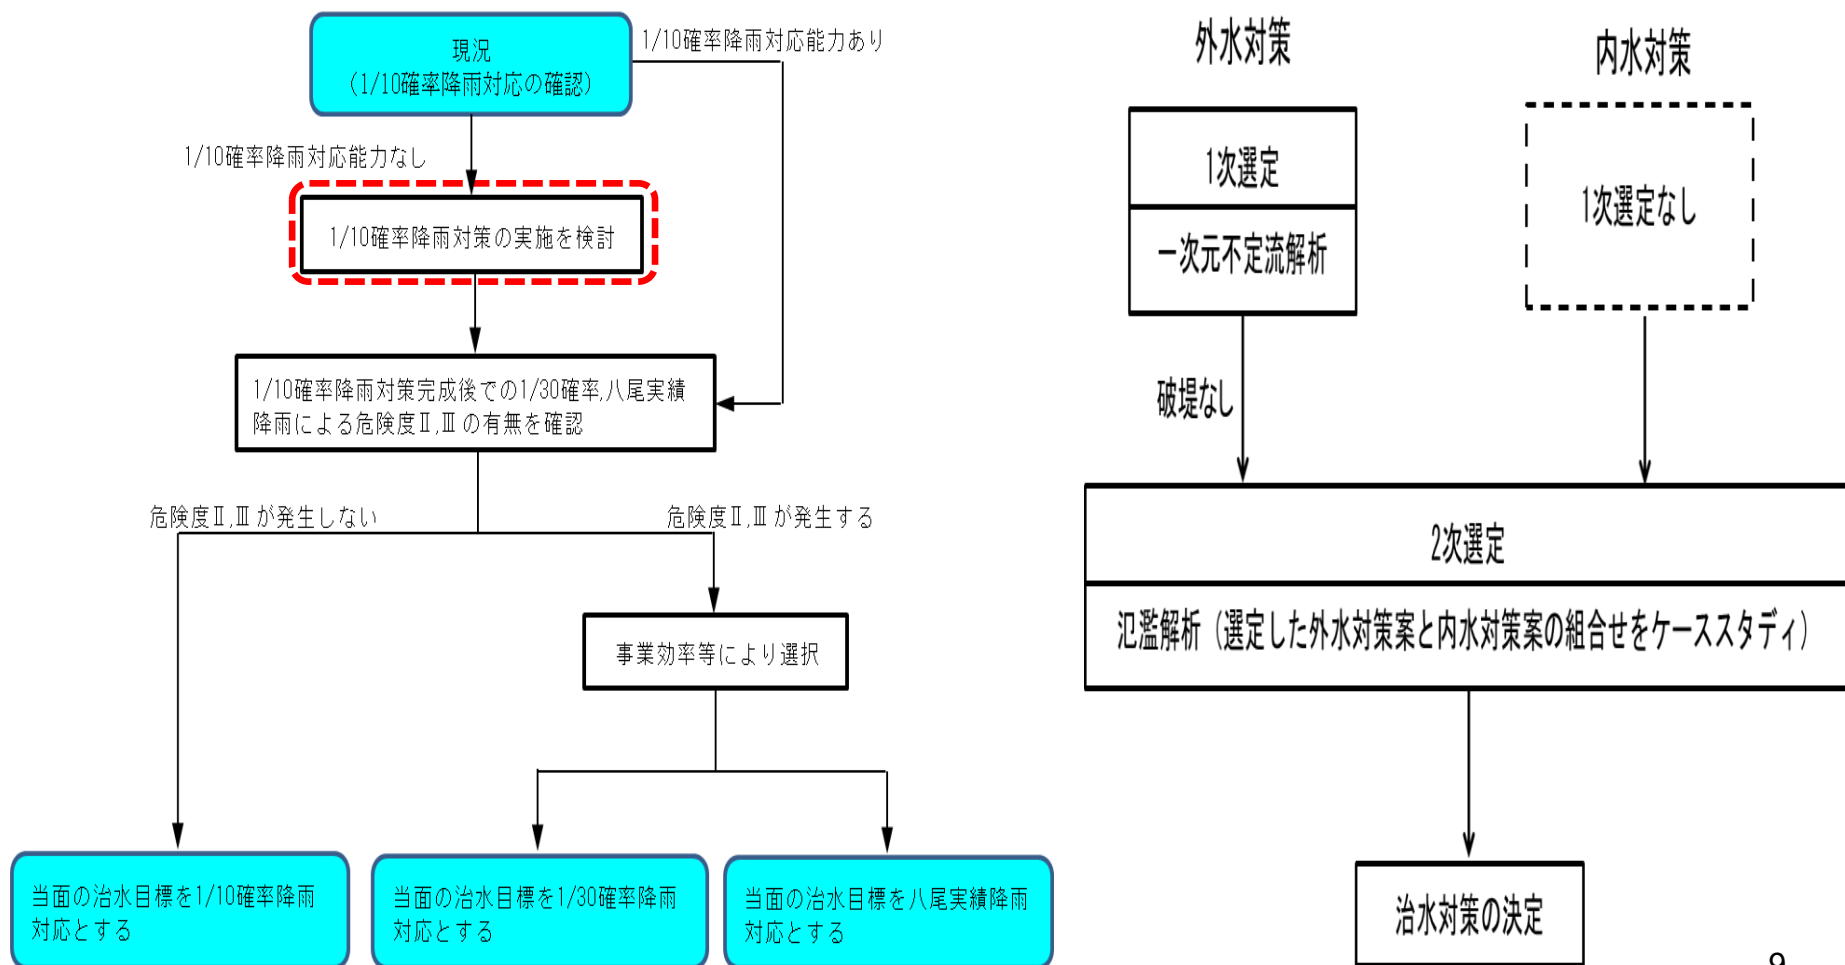 現況
(1/10確率降雨対応の確認)
1/10確率降雨対応能力あり
1/10確率降雨対応能力なし
1/10確率降雨対策の実施を検討
1/10確率降雨対策完成後での1/30確率,八尾実績
降雨による危険度Ⅱ,Ⅲの有無を確認
危険度Ⅱ,Ⅲが発生しない
危険度Ⅱ,Ⅲが発生する
事業効率等により選択
当面の治水目標を1/10確率降雨
対応とする
当面の治水目標を1/30確率降雨
対応とする
当面の治水目標を八尾実績降雨
対応とする
外水対策
内水対策
1次選定
一次元不定流解析
1次選定なし
破堤なし
2次選定
氾濫解析(選定した外水対策案と内水対策案の組合せをケーススタディ)
治水対策の決定
9